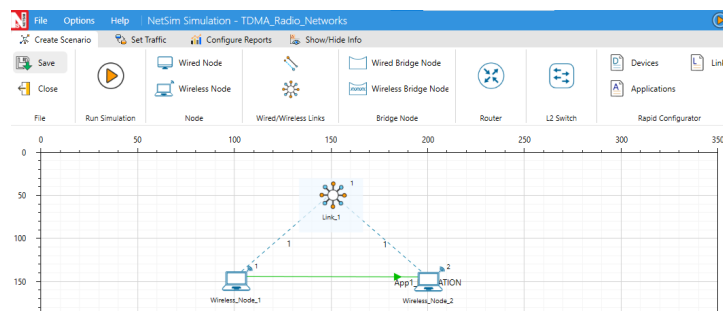 N File Options Help NetSim Simulation - TDMA_Radio_Networks
Create Scenario Set Traffic Configure Reports Show/Hide Info
Save Wired Node Wired Bridge Node D Devices L Lin
Close Wireless Node Wireless Bridge Node A Applications
File Run Simulation Node Wired/Wireless Links Bridge Node Router L2 Switch Rapid Configurator
0 50 100 150 200 250 300 350
0
50
1
Link_1
100
1 1
1 2
150
App1_ ATION
Wireless_Node_1 Wireless_Node_2